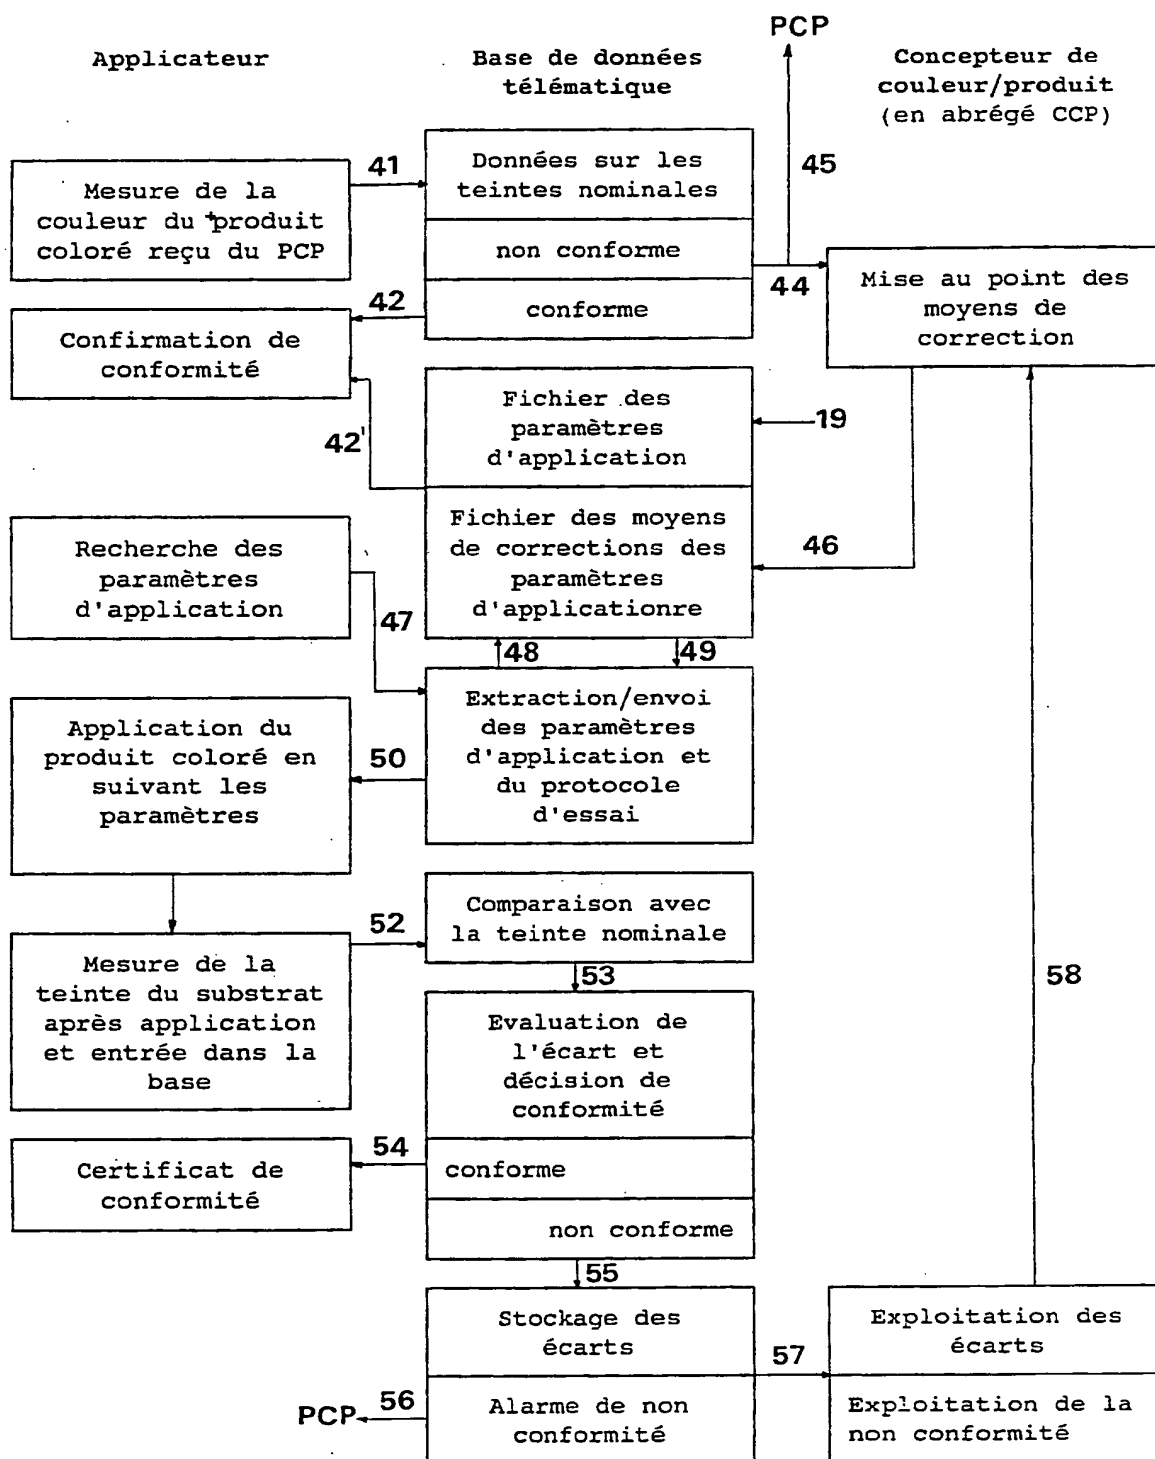 PCP
Applicateur
Base de données
télématique
Concepteur de
couleur/produit
(en abrégé CCP)
41
45
Mesure de la
couleur du produit
coloré reçu du PCP
Données sur les
teintes nominales
non conforme
conforme
44
42
Mise au point des
moyens de
correction
Confirmation de
conformité
42'
Fichier des
paramètres
d'application
19
Fichier des moyens
de corrections des
paramètres
d'applicationre
46
Recherche des
paramètres
d'application
47
48
49
Extraction/envoi
des paramètres
d'application et
du protocole
d'essai
50
Application du
produit coloré en
suivant les
paramètres
52
Comparaison avec
la teinte nominale
53
58
Mesure de la
teinte du substrat
après application
et entrée dans la
base
Evaluation de
l'écart et
décision de
conformité
conforme
non conforme
54
Certificat de
conformité
55
Stockage des
écarts
57
Exploitation des
écarts
PCP
56
Alarme de non
conformité
Exploitation de la
non conformité